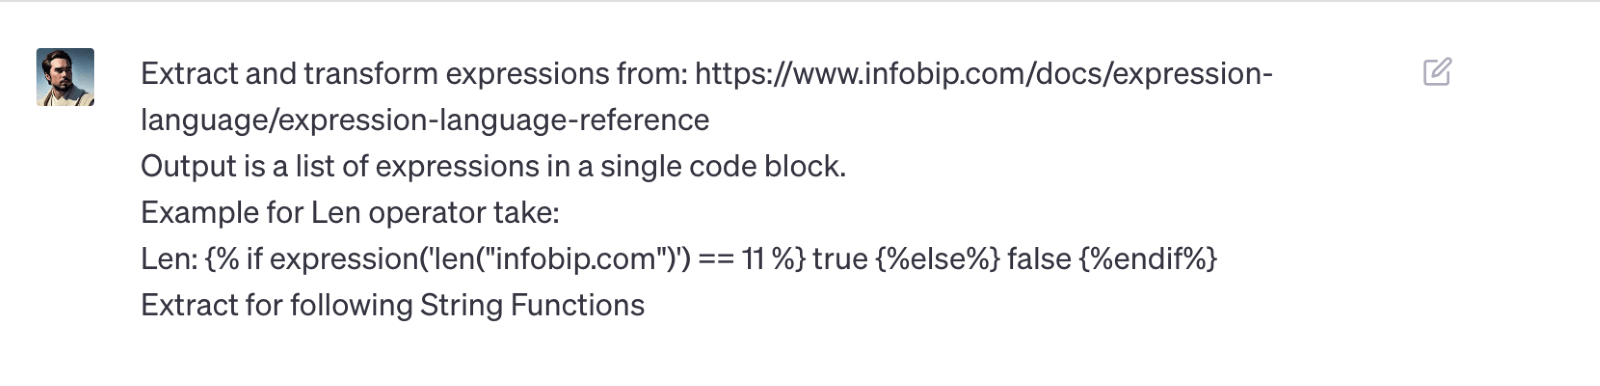 Extract and transform expressions from: https://www.infobip.com/docs/expression-
language/expression-language-reference
Output is a list of expressions in a single code block.
Example for Len operator take:
Len: {% if expression('len("infobip.com")') == 11 %} true {%else%} false {%endif%}
Extract for following String Functions